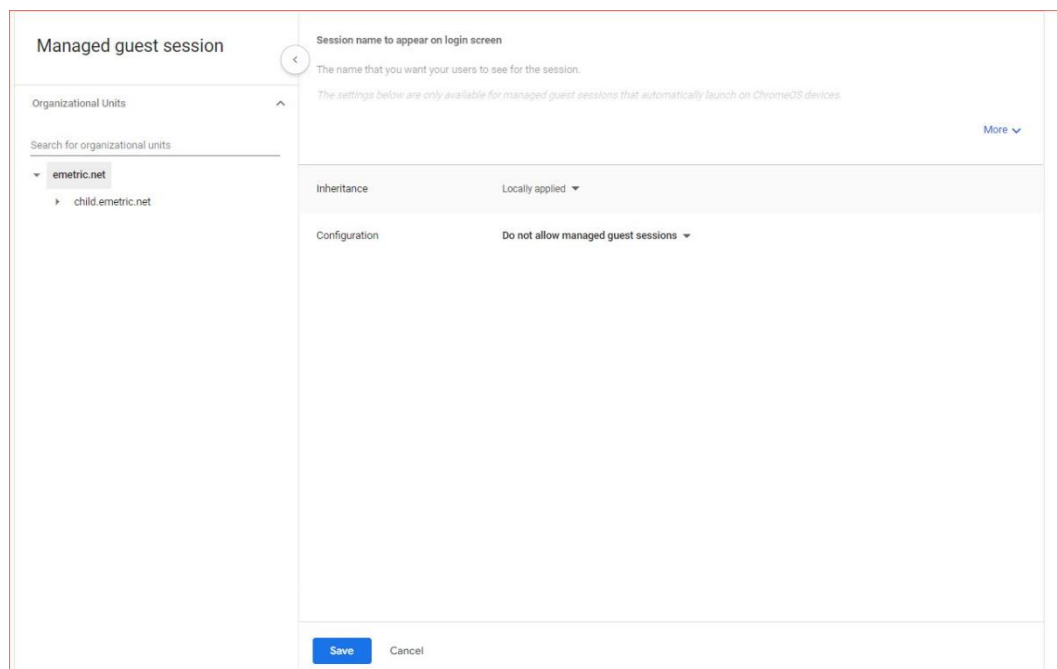 Managed guest session
Organizational Units
Search for organizational units
emetric.net
child.emetric.net
Session name to appear on login screen
The name that you want your users to see for the session.
The settings below are only available for managed guest sessions that automatically launch on ChromeOS devices.
More
Inheritance Locally applied
Configuration Do not allow managed guest sessions
Save Cancel